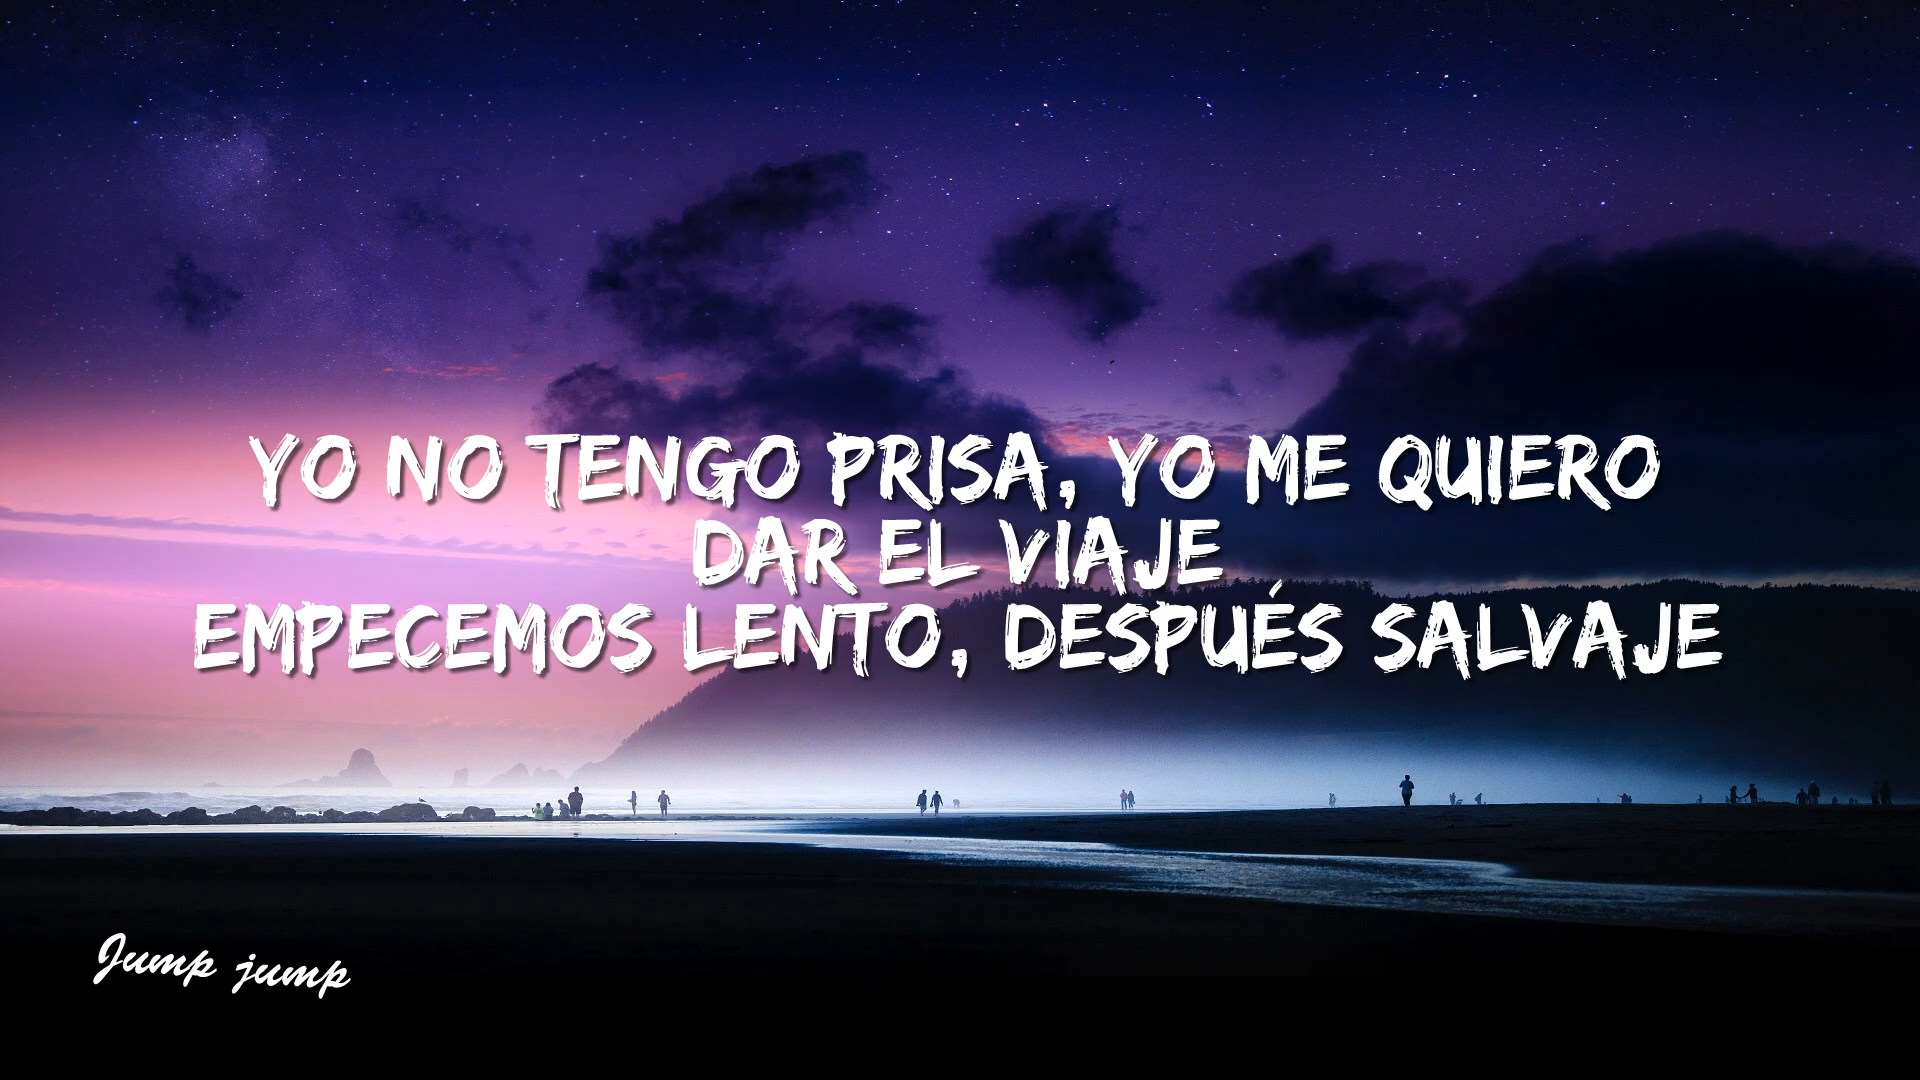 YO NO TENGO PRISA, YO ME QUIERO
DAR EL VIAJE
EMPECEMOS LENTO, DESPUÉS SALVAJE
Jump jump